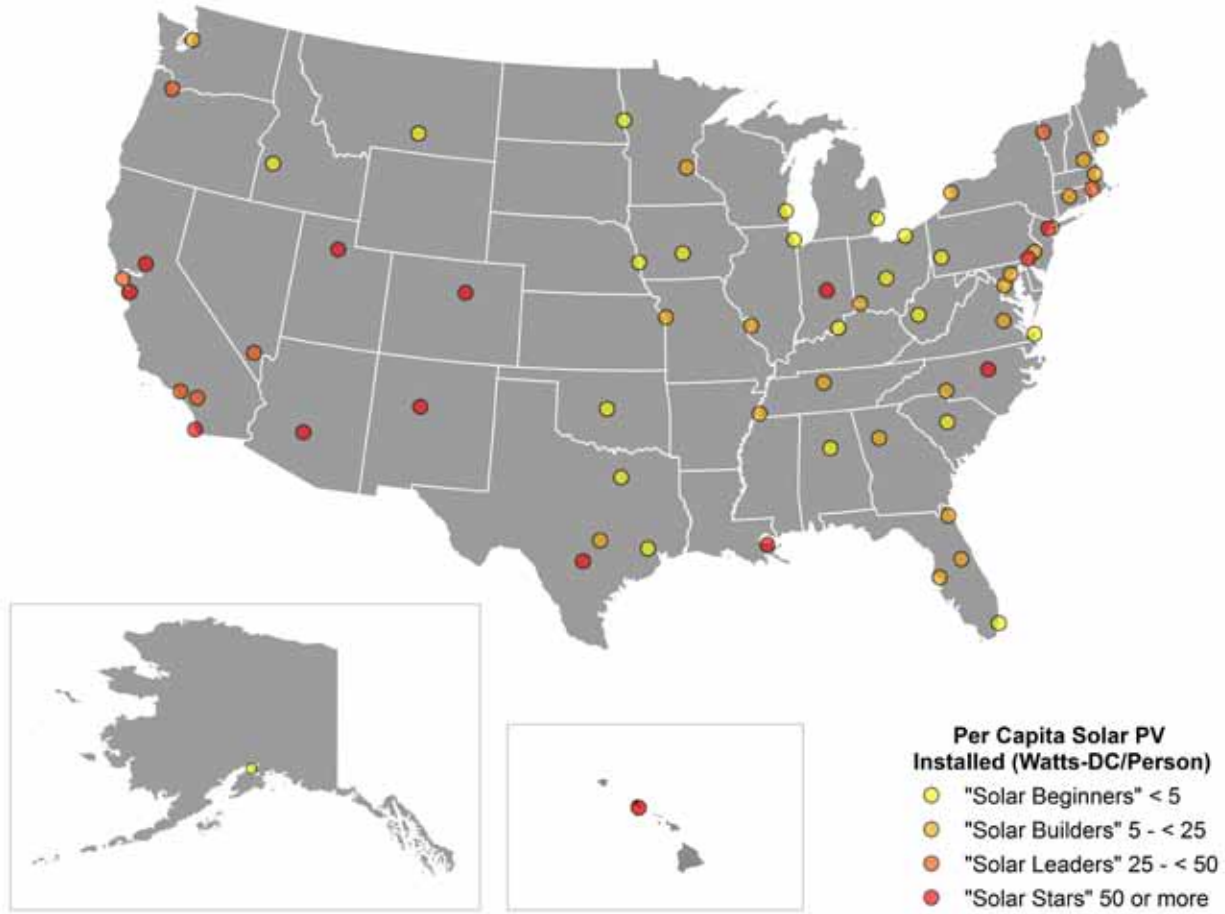 Per Capita Solar PV
Installed (Watts-DC/Person)
"Solar Beginners" < 5
"Solar Builders" 5 - < 25
"Solar Leaders" 25 - < 50
"Solar Stars" 50 or more